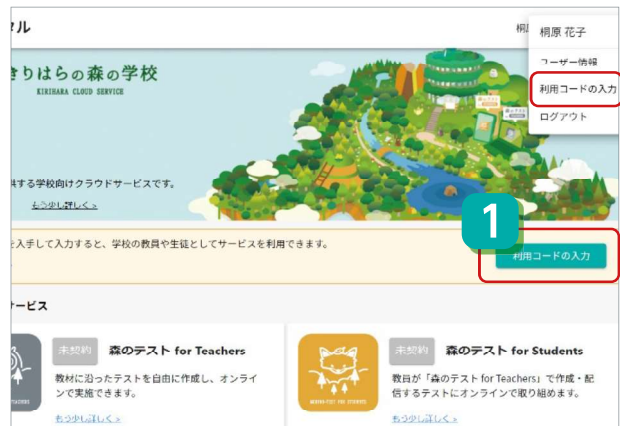 タル
桐原 花子
ユーザー情報
利用コードの入力
ログアウト
きりはらの森の学校
KIRIHARA CLOUD SERVICE
供する学校向けクラウドサービスです。
もう少し詳しく >
1
を入手して入力すると、学校の教員や生徒としてサービスを利用できます。
利用コードの入力
サービス
未契約 森のテスト for Teachers
教材に沿ったテストを自由に作成し、オンライ
ンで実施できます。
もう少し詳しく >
未契約 森のテスト for Students
教員が「森のテスト for Teachers」で作成・配
信するテストにオンラインで取り組めます。
もう少し詳しく >